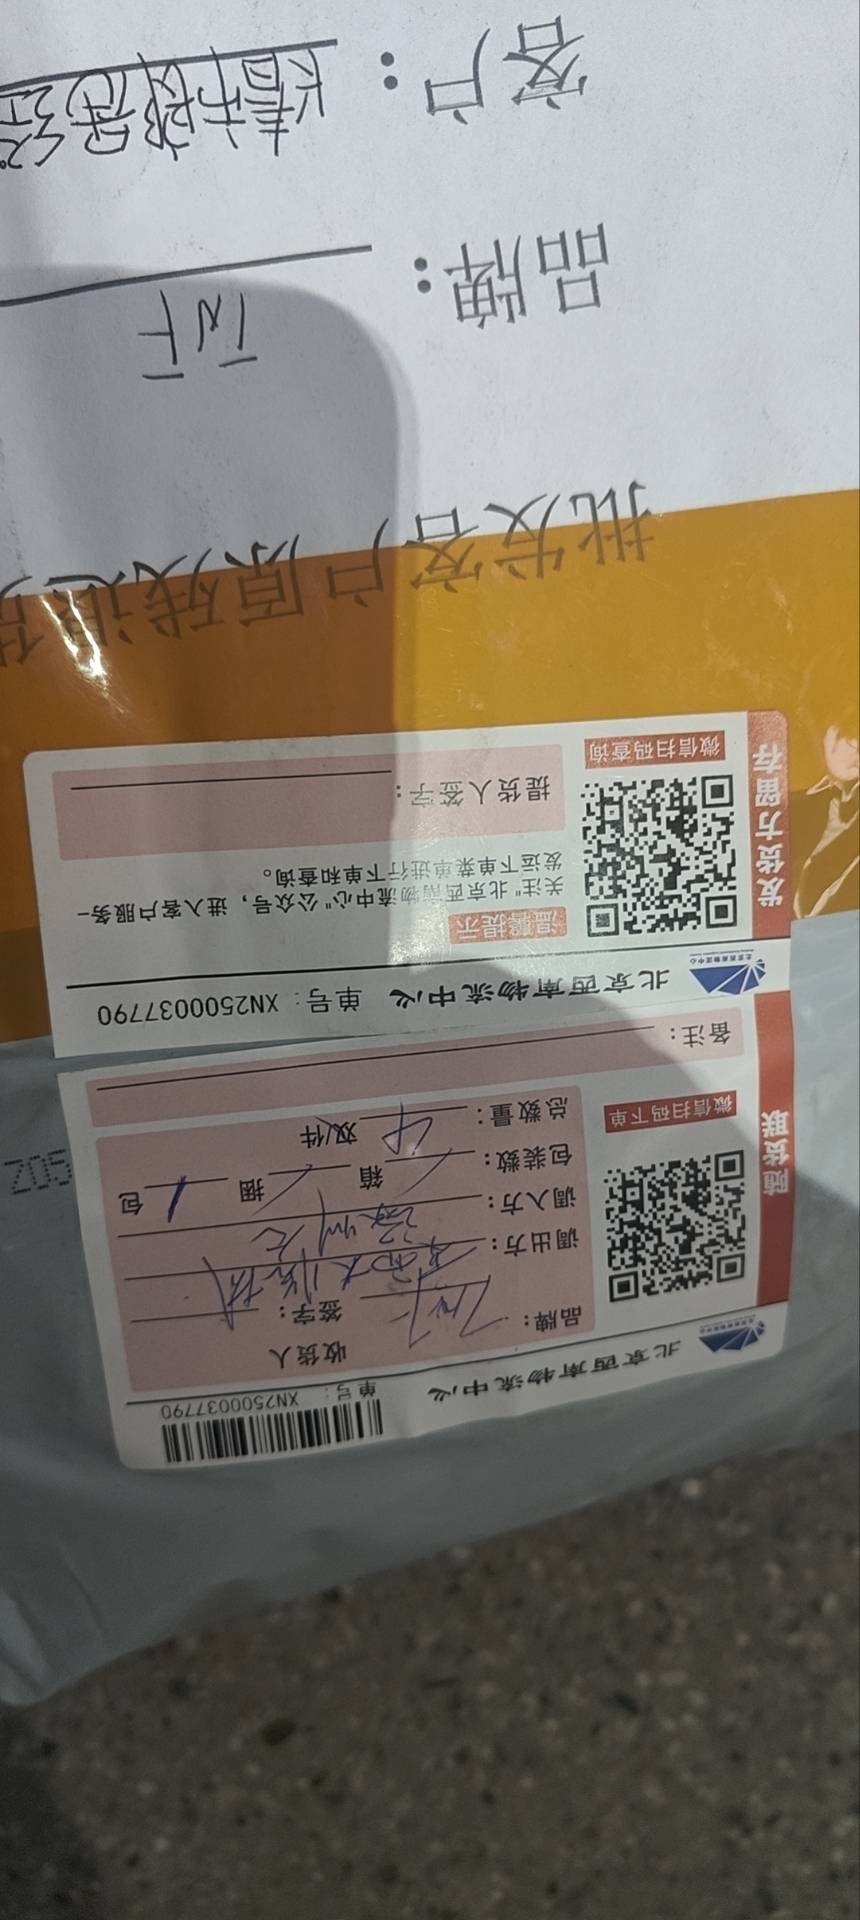 北京西南物流中心
单号： XN2500037790
随货联
品牌：
收货人
签字：
调出方：
调入方：
包装数： / 箱 / 捆 1 包
总数量： 4 双/件
微信扫码下单
备注：
北京西南物流中心 单号：XN2500037790
发货方留存
温馨提示
关注"北京西南物流中心"公众号，进入客户服务-
发运下单菜单进行下单和查询。
提货人签字：
微信扫码查询
批发客户原残退货
品牌： TNF
客户：